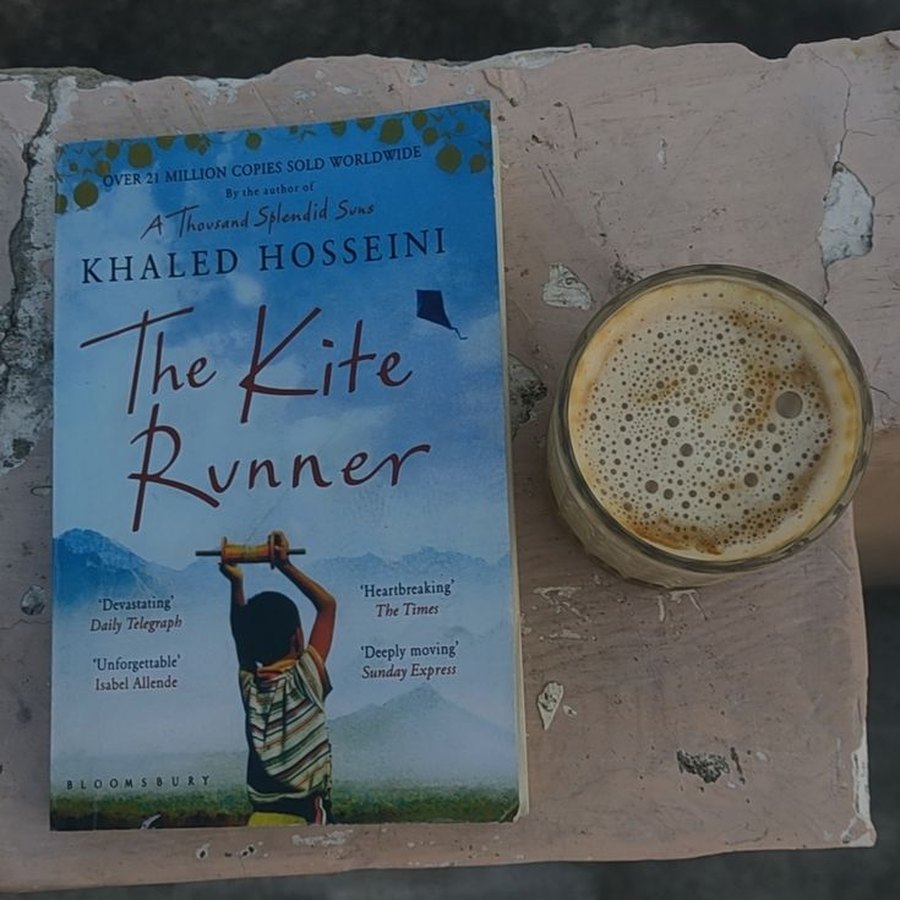 OVER 21 MILLION COPIES SOLD WORLDWIDE
By the author of
A Thousand Splendid Suns
KHALED HOSSEINI
The Kite
Runner
'Devastating'
Daily Telegraph
'Unforgettable'
Isabel Allende
'Heartbreaking'
The Times
'Deeply moving'
Sunday Express
BLOOMSBURY